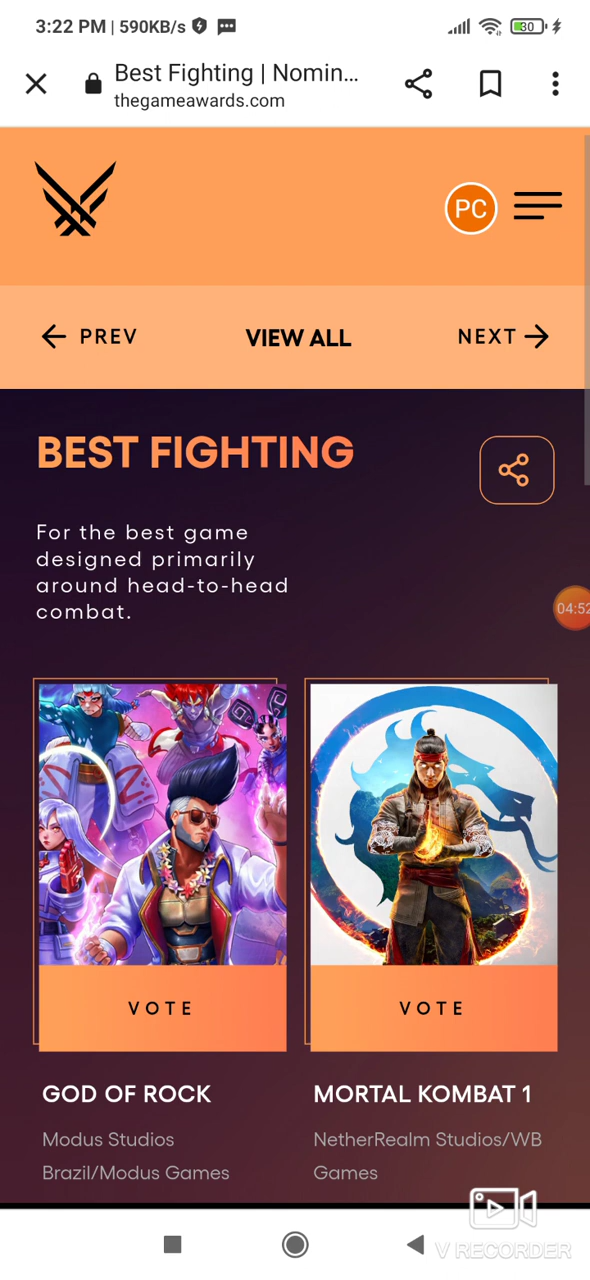 3:22 PM | 590KB/s
30
Best Fighting | Nomin...
thegameawards.com
PC
PREV
VIEW ALL
NEXT
BEST FIGHTING
For the best game
designed primarily
around head-to-head
combat.
04:52
VOTE
VOTE
GOD OF ROCK
MORTAL KOMBAT 1
Modus Studios
Brazil/Modus Games
NetherRealm Studios/WB
Games
V RECORDER